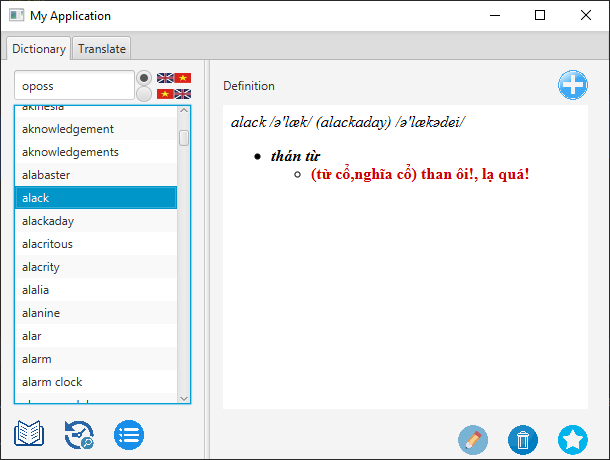 My Application
Dictionary
Translate
oposs
Definition
akinesia
aknowledgement
aknowledgements
alabaster
alack
alackaday
alacritous
alacrity
alalia
alanine
alar
alarm
alarm clock
alack /ə'læk/ (alackaday) /ə'lækədei/
thán từ
(từ cổ,nghĩa cổ) than ôi!, lạ quá!